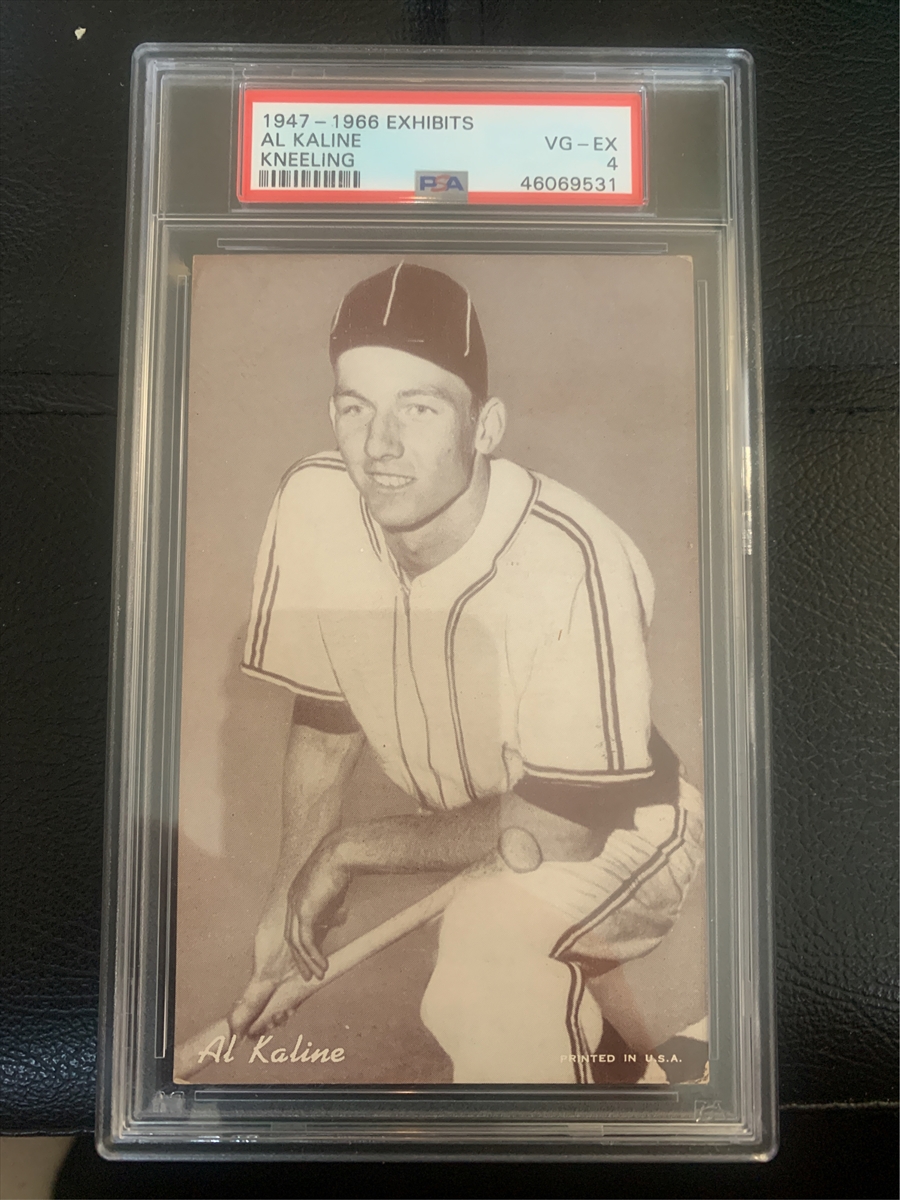 1947 – 1966 EXHIBITS
AL KALINE VG – EX
KNEELING 4
PSA 46069531
Al Kaline PRINTED IN U.S.A.